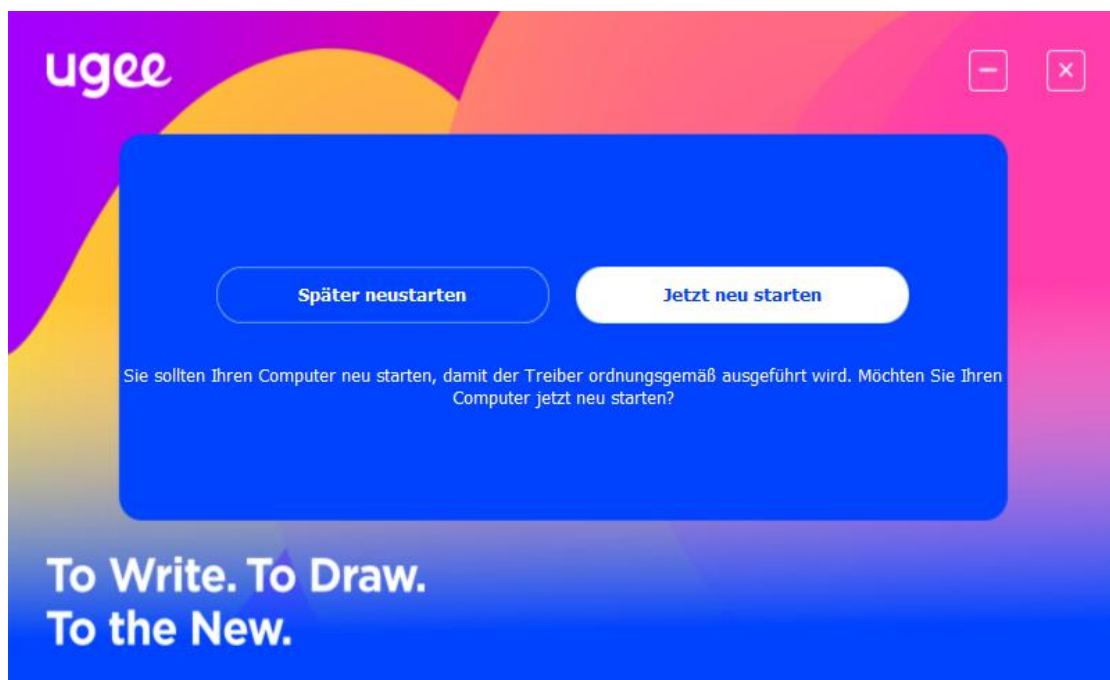 ugee
Später neustarten
Jetzt neu starten
Sie sollten Ihren Computer neu starten, damit der Treiber ordnungsgemäß ausgeführt wird. Möchten Sie Ihren
Computer jetzt neu starten?
To Write. To Draw.
To the New.